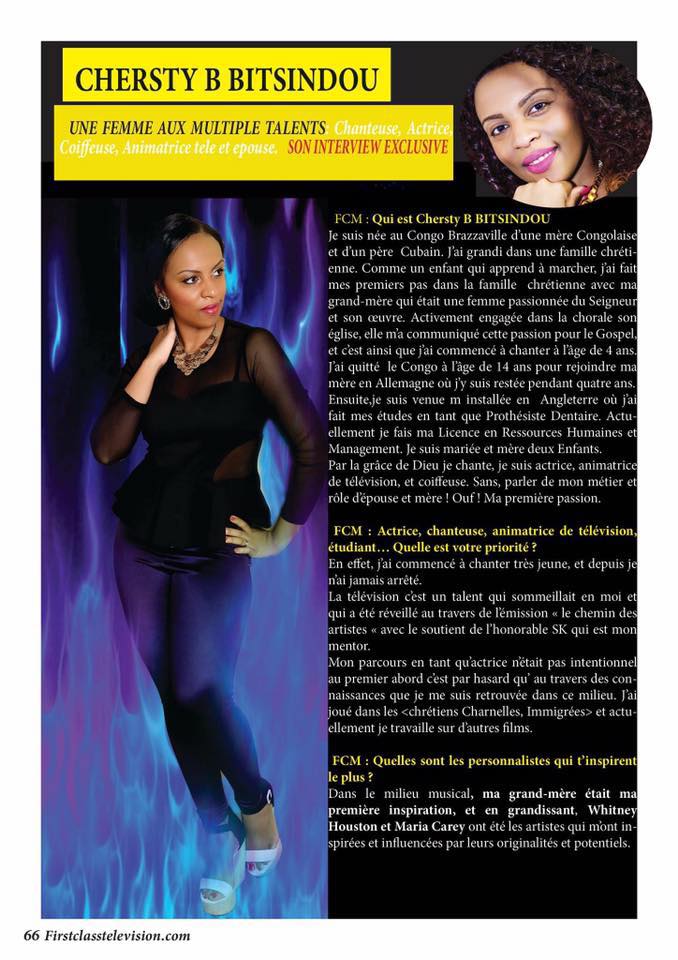 CHERSTY B BITSINDOU
UNE FEMME AUX MULTIPLE TALENTS: Chanteuse, Actrice,
Coiffeuse, Animatrice tele et epouse. SON INTERVIEW EXCLUSIVE
FCM : Qui est Chersty B BITSINDOU
Je suis née au Congo Brazzaville d'une mère Congolaise
et d'un père Cubain. J'ai grandi dans une famille chréti-
enne. Comme un enfant qui apprend à marcher, j'ai fait
mes premiers pas dans la famille chrétienne avec ma
grand-mère qui était une femme passionnée du Seigneur
et son œuvre. Activement engagée dans la chorale son
église, elle m'a communiqué cette passion pour le Gospel,
et c'est ainsi que j'ai commencé à chanter à l'âge de 4 ans.
J'ai quitté le Congo à l'âge de 14 ans pour rejoindre ma
mère en Allemagne où j'y suis restée pendant quatre ans.
Ensuite,je suis venue m installée en Angleterre où j'ai
fait mes études en tant que Prothésiste Dentaire. Actu-
ellement je fais ma Licence en Ressources Humaines et
Management. Je suis mariée et mère deux Enfants.
Par la grâce de Dieu je chante, je suis actrice, animatrice
de télévision, et coiffeuse. Sans, parler de mon métier et
rôle d'épouse et mère ! Ouf ! Ma première passion.
FCM : Actrice, chanteuse, animatrice de télévision,
étudiant… Quelle est votre priorité ?
En effet, j'ai commencé à chanter très jeune, et depuis je
n'ai jamais arrêté.
La télévision c'est un talent qui sommeillait en moi et
qui a été réveillé au travers de l'émission « le chemin des
artistes « avec le soutient de l'honorable SK qui est mon
mentor.
Mon parcours en tant qu'actrice n'était pas intentionnel
au premier abord c'est par hasard qu' au travers des con-
naissances que je me suis retrouvée dans ce milieu. J'ai
joué dans les <chrétiens Charnelles, Immigrées> et actu-
ellement je travaille sur d'autres films.
FCM : Quelles sont les personnalistes qui t'inspirent
le plus ?
Dans le milieu musical, ma grand-mère était ma
première inspiration, et en grandissant, Whitney
Houston et Maria Carey ont été les artistes qui m'ont in-
spirées et influencées par leurs originalités et potentiels.
66 Firstclasstelevision.com